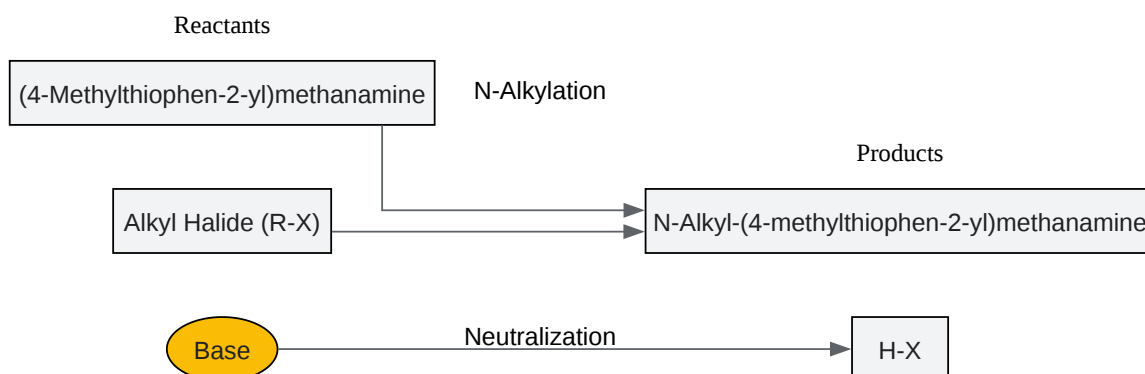 Reactants
(4-Methylthiophen-2-yl)methanamine
N-Alkylation
Products
Alkyl Halide (R-X)
N-Alkyl-(4-methylthiophen-2-yl)methanamine
Base
Neutralization
H-X